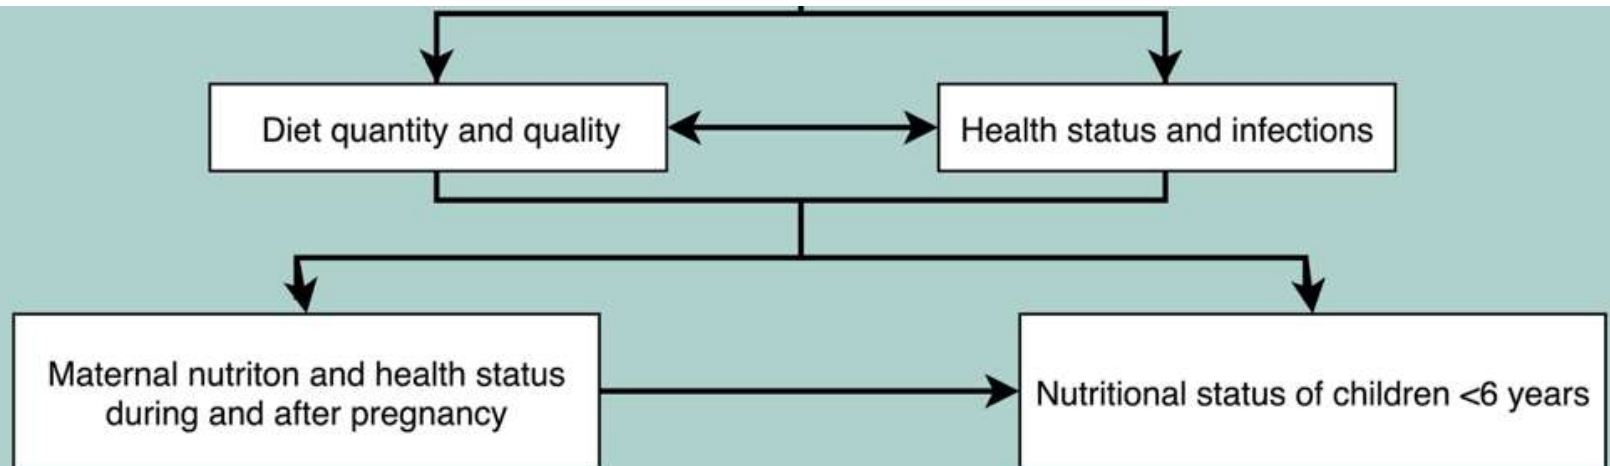 Diet quantity and quality
Health status and infections
Maternal nutriton and health status
during and after pregnancy
Nutritional status of children <6 years